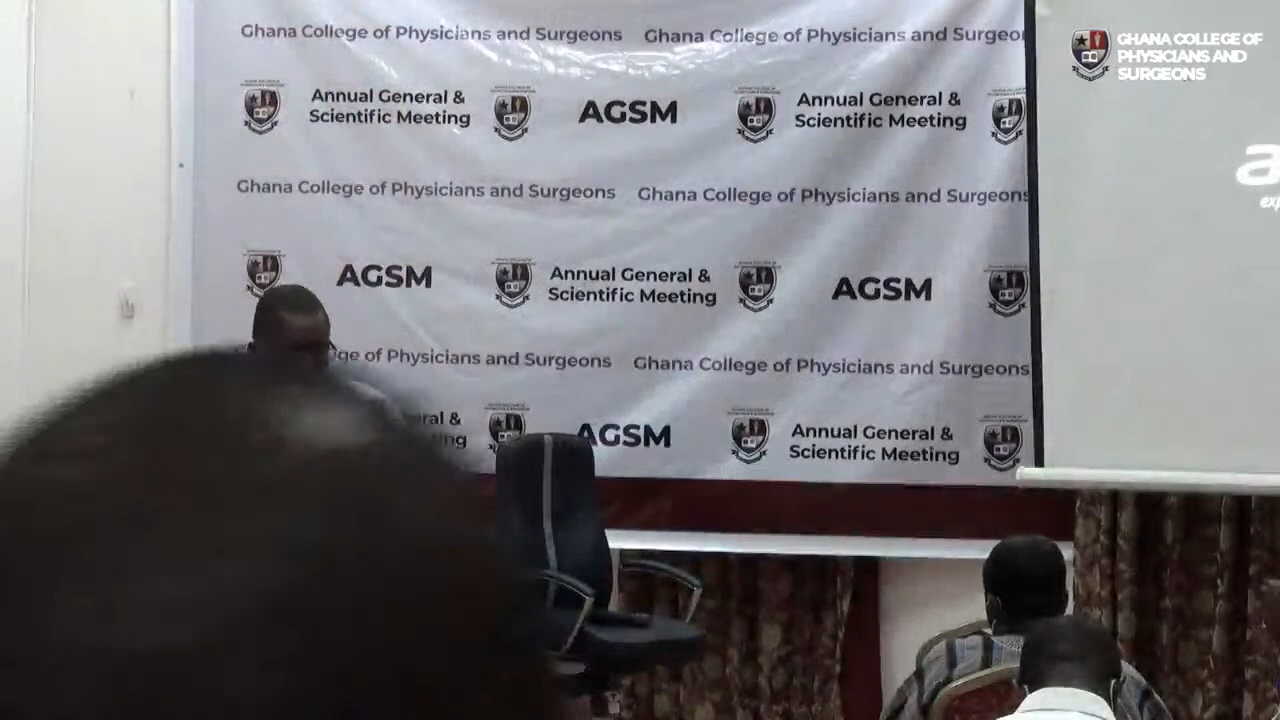 Ghana College of Physicians and Surgeons Ghana College of Physicians and
GHANA COLLEGE OF
PHYSICIANS AND
SURGEONS
Annual General &
Scientific Meeting
AGSM
Annual General &
Scientific Meeting
Ghana College of Physicians and Surgeons Ghana College of Physicians and Surgeons
AGSM
Annual General &
Scientific Meeting
AGSM
of Physicians and Surgeons Ghana College of Physicians and Surgeons
&
AGSM
Annual General &
Scientific Meeting